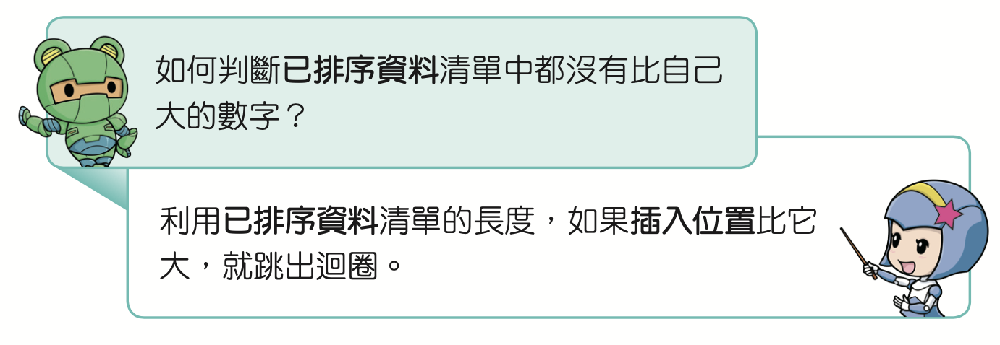 如何判斷已排序資料清單中都沒有比自己
大的數字？
利用已排序資料清單的長度，如果插入位置比它
大，就跳出迴圈。